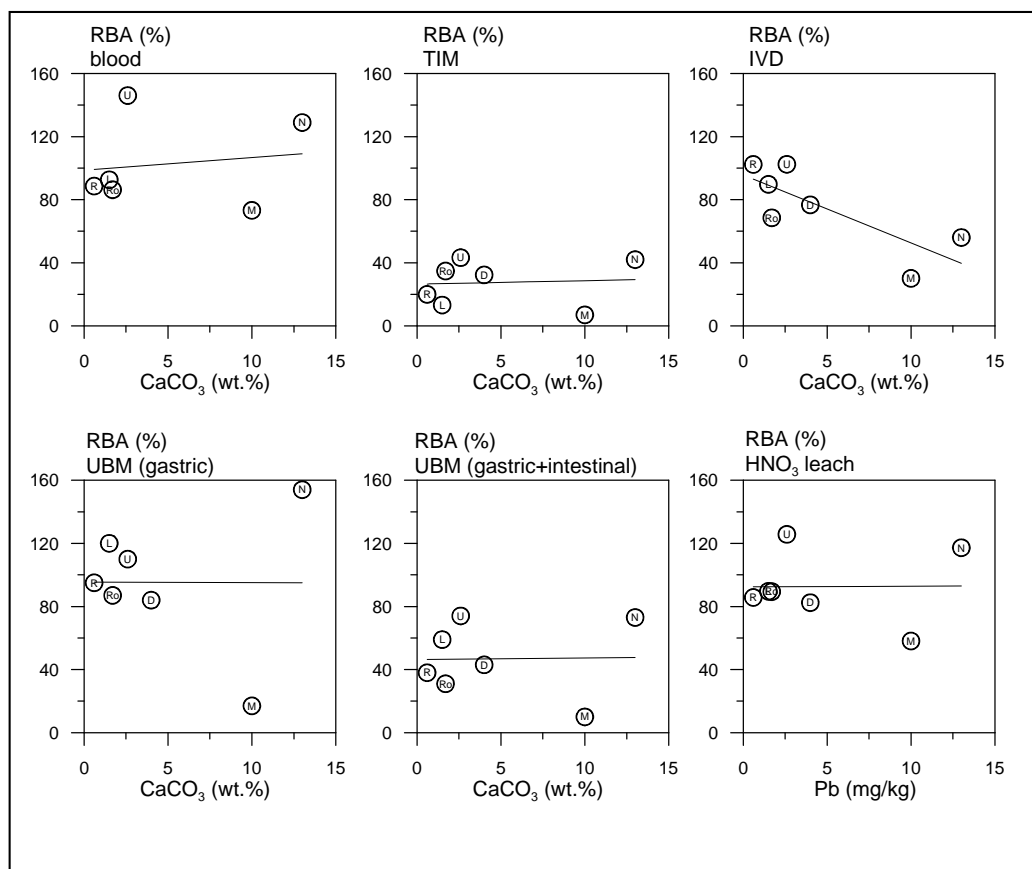 RBA (%)
blood
160
120
80
40
0
U
N
R
L
Ro
M
0 5 10 15
CaCO₃ (wt.%)
RBA (%)
TIM
160
120
80
40
0
U
N
Ro
D
R
L
M
0 5 10 15
CaCO₃ (wt.%)
RBA (%)
IVD
160
120
80
40
0
R
U
L
D
Ro
N
M
0 5 10 15
CaCO₃ (wt.%)
RBA (%)
UBM (gastric)
160
120
80
40
0
N
L
U
R
Ro
D
M
0 5 10 15
CaCO₃ (wt.%)
RBA (%)
UBM (gastric+intestinal)
160
120
80
40
0
U
N
L
D
R
Ro
M
0 5 10 15
CaCO₃ (wt.%)
RBA (%)
HNO₃ leach
160
120
80
40
0
U
N
R
Ro
D
M
0 5 10 15
Pb (mg/kg)